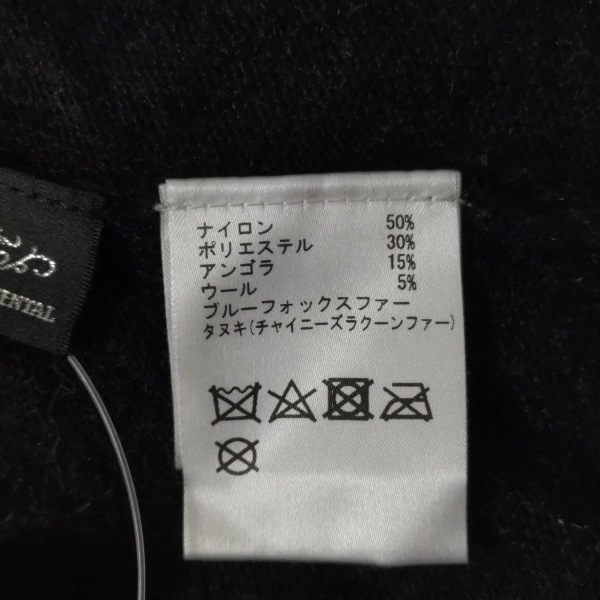 ナイロン 50%
ポリエステル 30%
アンゴラ 15%
ウール 5%
ブルーフォックスファー
タヌキ(チャイニーズラクーンファー)